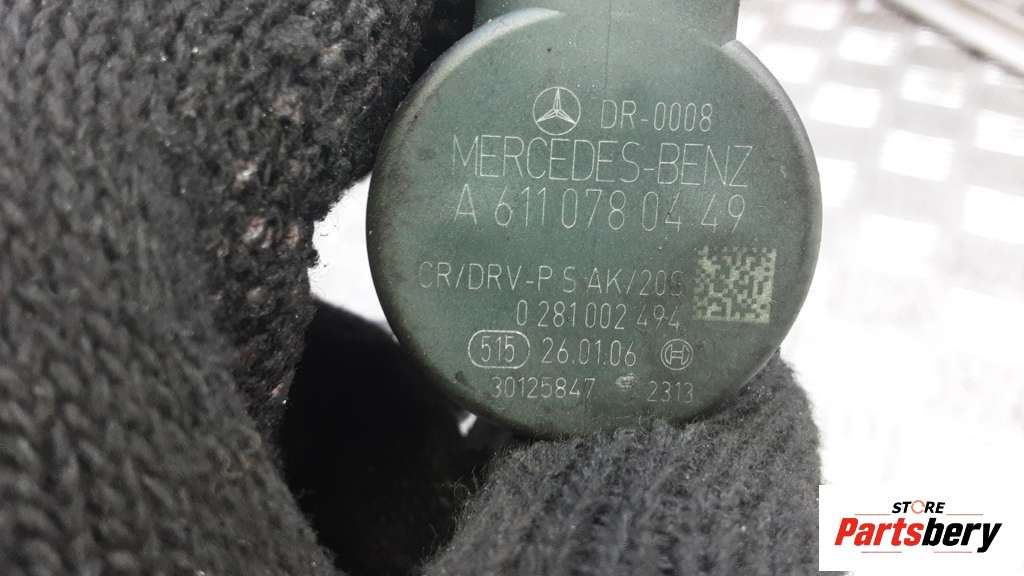 DR-0008
MERCEDES-BENZ
A 611 078 04 49
CR/DRV-P S AK/20S
0 281 002 494
515 26.01.06
30125847 2313
STORE
Partsbery